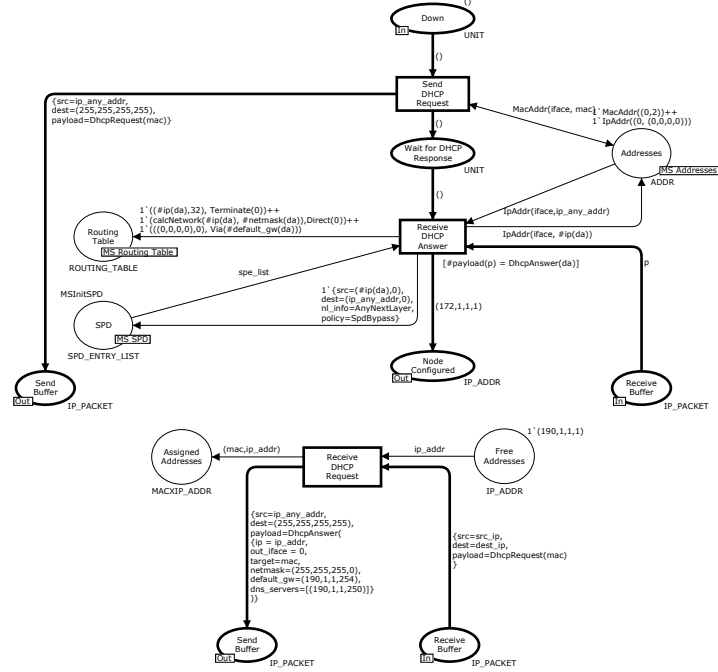 ()
Down
In
UNIT
()
{src=ip_any_addr,
dest=(255,255,255,255),
payload=DhcpRequest(mac)}
Send
DHCP
Request
MacAddr(iface, mac)
1`MacAddr((0,2))++
1`IpAddr((0, (0,0,0,0)))
()
Wait for DHCP
Response
UNIT
Addresses
MS Addresses
ADDR
()
1`((#ip(da),32), Terminate(0))++
1`(calcNetwork(#ip(da), #netmask(da)),Direct(0))++
1`(((0,0,0,0),0), Via(#default_gw(da)))
Routing
Table
MS Routing Table
ROUTING_TABLE
Receive
DHCP
Answer
IpAddr(iface,ip_any_addr)
IpAddr(iface, #ip(da))
[#payload(p) = DhcpAnswer(da)]
p
spe_list
MSInitSPD
SPD
MS SPD
SPD_ENTRY_LIST
1`{src=(#ip(da),0),
dest=(ip_any_addr,0),
nl_info=AnyNextLayer,
policy=SpdBypass}
(172,1,1,1)
Send
Buffer
Out
IP_PACKET
Node
Configured
Out
IP_ADDR
Receive
Buffer
In
IP_PACKET
Assigned
Addresses
MACXIP_ADDR
(mac,ip_addr)
Receive
DHCP
Request
ip_addr
1`(190,1,1,1)
Free
Addresses
IP_ADDR
{src=ip_any_addr,
dest=(255,255,255,255),
payload=DhcpAnswer(
{ip = ip_addr,
out_iface = 0,
target=mac,
netmask=(255,255,255,0),
default_gw=(190,1,1,254),
dns_servers=[(190,1,1,250)]}
)}
{src=src_ip,
dest=dest_ip,
payload=DhcpRequest(mac)
}
Send
Buffer
Out
IP_PACKET
Receive
Buffer
In
IP_PACKET